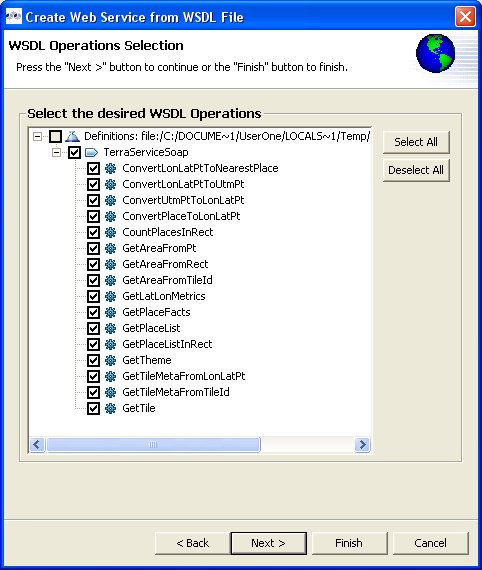 Create Web Service from WSDL File
WSDL Operations Selection
Press the "Next >" button to continue or the "Finish" button to finish.
Select the desired WSDL Operations
Definitions: file:/C:/DOCUME~1/UserOne/LOCALS~1/Temp/
TerraServiceSoap
ConvertLonLatPtToNearestPlace
ConvertLonLatPtToUtmPt
ConvertUtmPtToLonLatPt
ConvertPlaceToLonLatPt
CountPlacesInRect
GetAreaFromPt
GetAreaFromRect
GetAreaFromTileId
GetLatLonMetrics
GetPlaceFacts
GetPlaceList
GetPlaceListInRect
GetTheme
GetTileMetaFromLonLatPt
GetTileMetaFromTileId
GetTile
Select All
Deselect All
< Back
Next >
Finish
Cancel